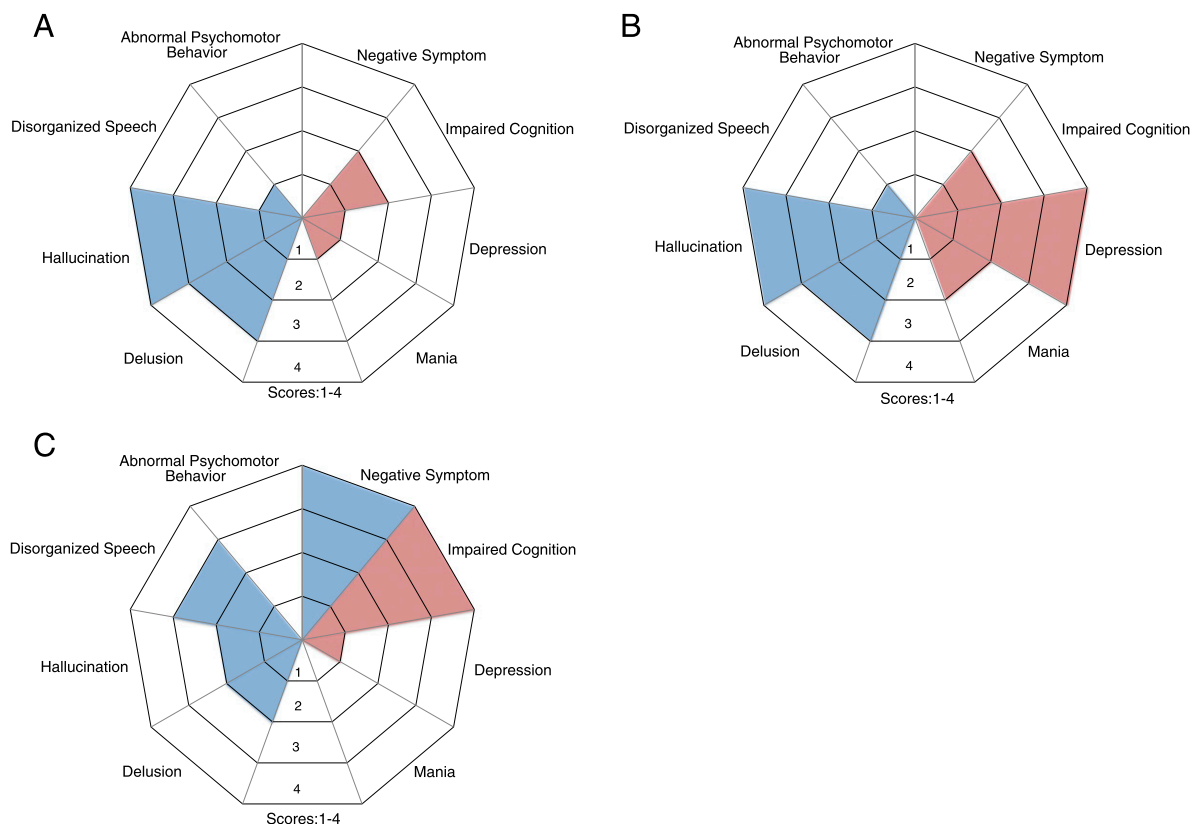 A
Abnormal Psychomotor
Behavior
Negative Symptom
Disorganized Speech
Impaired Cognition
Hallucination
Depression
Delusion
Mania
1
2
3
4
Scores:1-4
B
Abnormal Psychomotor
Behavior
Negative Symptom
Disorganized Speech
Impaired Cognition
Hallucination
Depression
Delusion
Mania
1
2
3
4
Scores:1-4
C
Abnormal Psychomotor
Behavior
Negative Symptom
Disorganized Speech
Impaired Cognition
Hallucination
Depression
Delusion
Mania
1
2
3
4
Scores:1-4